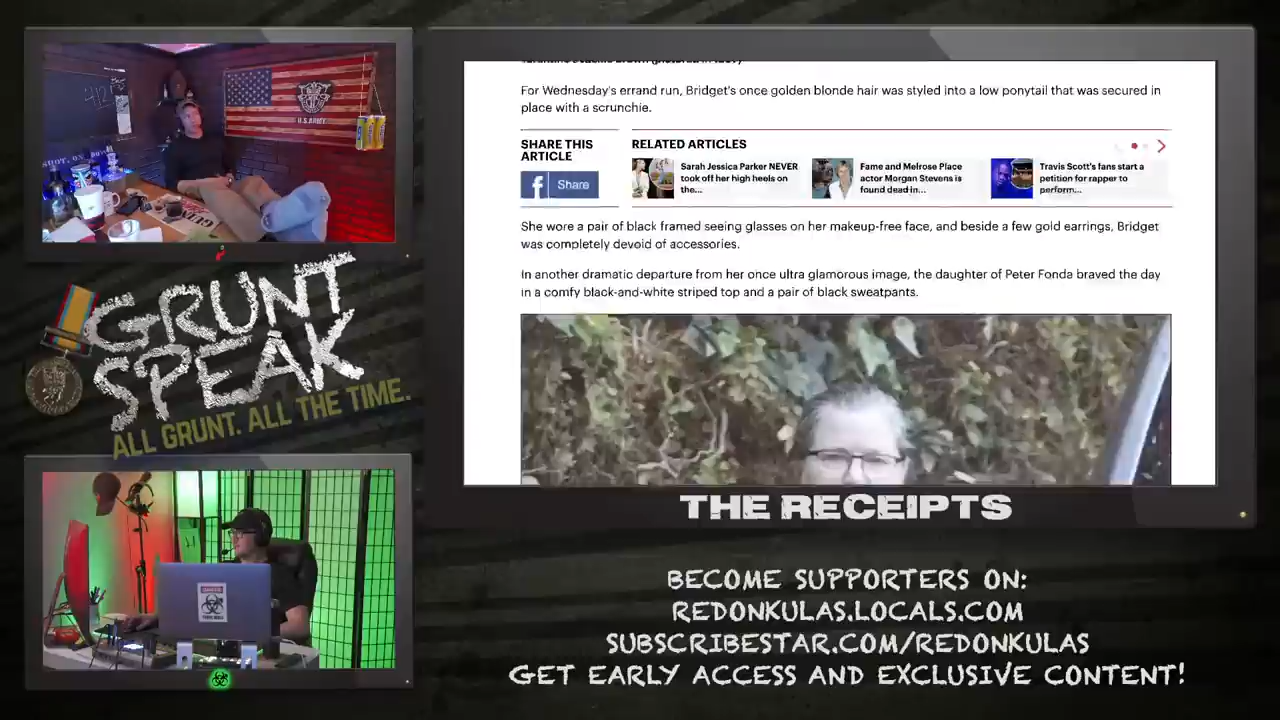 U.S. ARMY
GRUNT
SPEAK
ALL GRUNT. ALL THE TIME.
For Wednesday's errand run, Bridget's once golden blonde hair was styled into a low ponytail that was secured in
place with a scrunchie.
SHARE THIS
ARTICLE
Share
RELATED ARTICLES
Sarah Jessica Parker NEVER
took off her high heels on
the...
Fame and Melrose Place
actor Morgan Stevens is
found dead in...
Travis Scott's fans start a
petition for rapper to
perform...
She wore a pair of black framed seeing glasses on her makeup-free face, and beside a few gold earrings, Bridget
was completely devoid of accessories.
In another dramatic departure from her once ultra glamorous image, the daughter of Peter Fonda braved the day
in a comfy black-and-white striped top and a pair of black sweatpants.
THE RECEIPTS
BECOME SUPPORTERS ON:
REDONKULAS.LOCALS.COM
SUBSCRIBESTAR.COM/REDONKULAS
GET EARLY ACCESS AND EXCLUSIVE CONTENT!